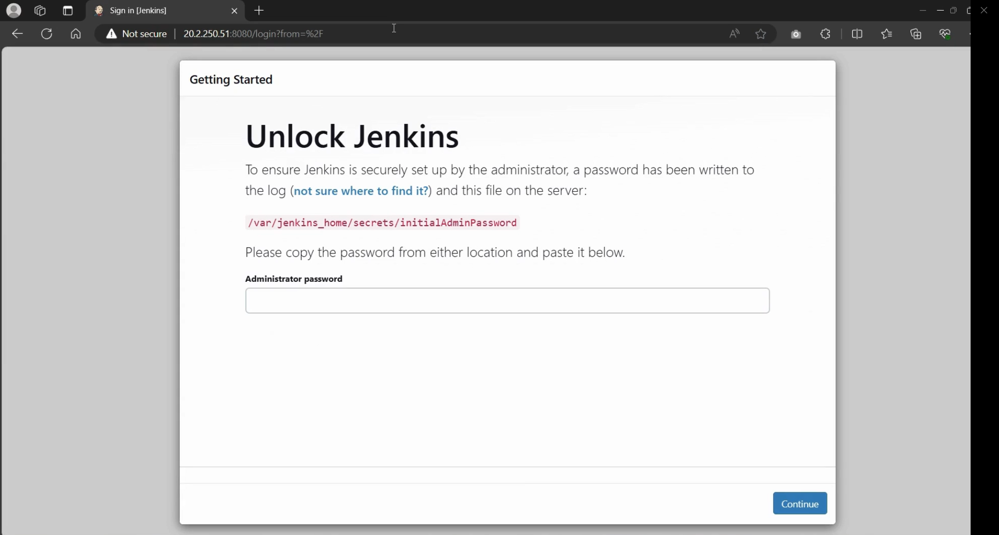 Sign in [Jenkins]
Not secure 20.2.250.51:8080/login?from=%2F
Getting Started
Unlock Jenkins
To ensure Jenkins is securely set up by the administrator, a password has been written to
the log (not sure where to find it?) and this file on the server:
/var/jenkins_home/secrets/initialAdminPassword
Please copy the password from either location and paste it below.
Administrator password
Continue